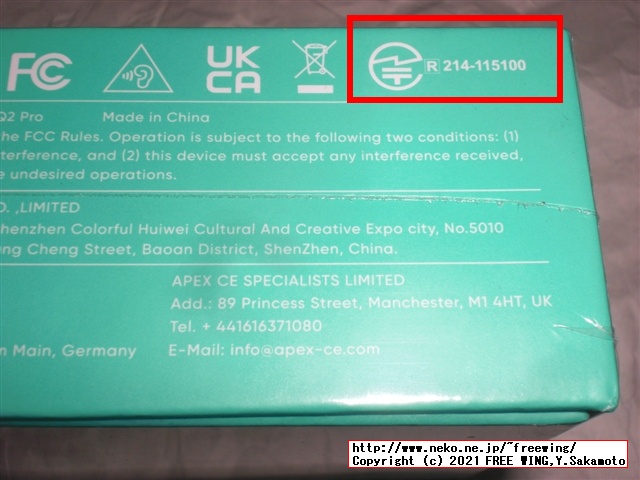 FC
UK
CA
R 214-115100
Q2 Pro Made in China
he FCC Rules. Operation is subject to the following two conditions: (1)
nterference, and (2) this device must accept any interference received,
e undesired operations.
O. ,LIMITED
henzhen Colorful Huiwei Cultural And Creative Expo city, No.5010
ang Cheng Street, Baoan District, ShenZhen, China.
APEX CE SPECIALISTS LIMITED
Add.: 89 Princess Street, Manchester, M1 4HT, UK
Tel. + 441616371080
m Main, Germany E-Mail: info@apex-ce.com
http://www.neko.ne.jp/~freewing/
Copyright (c) 2021 FREE WING,Y.Sakamoto